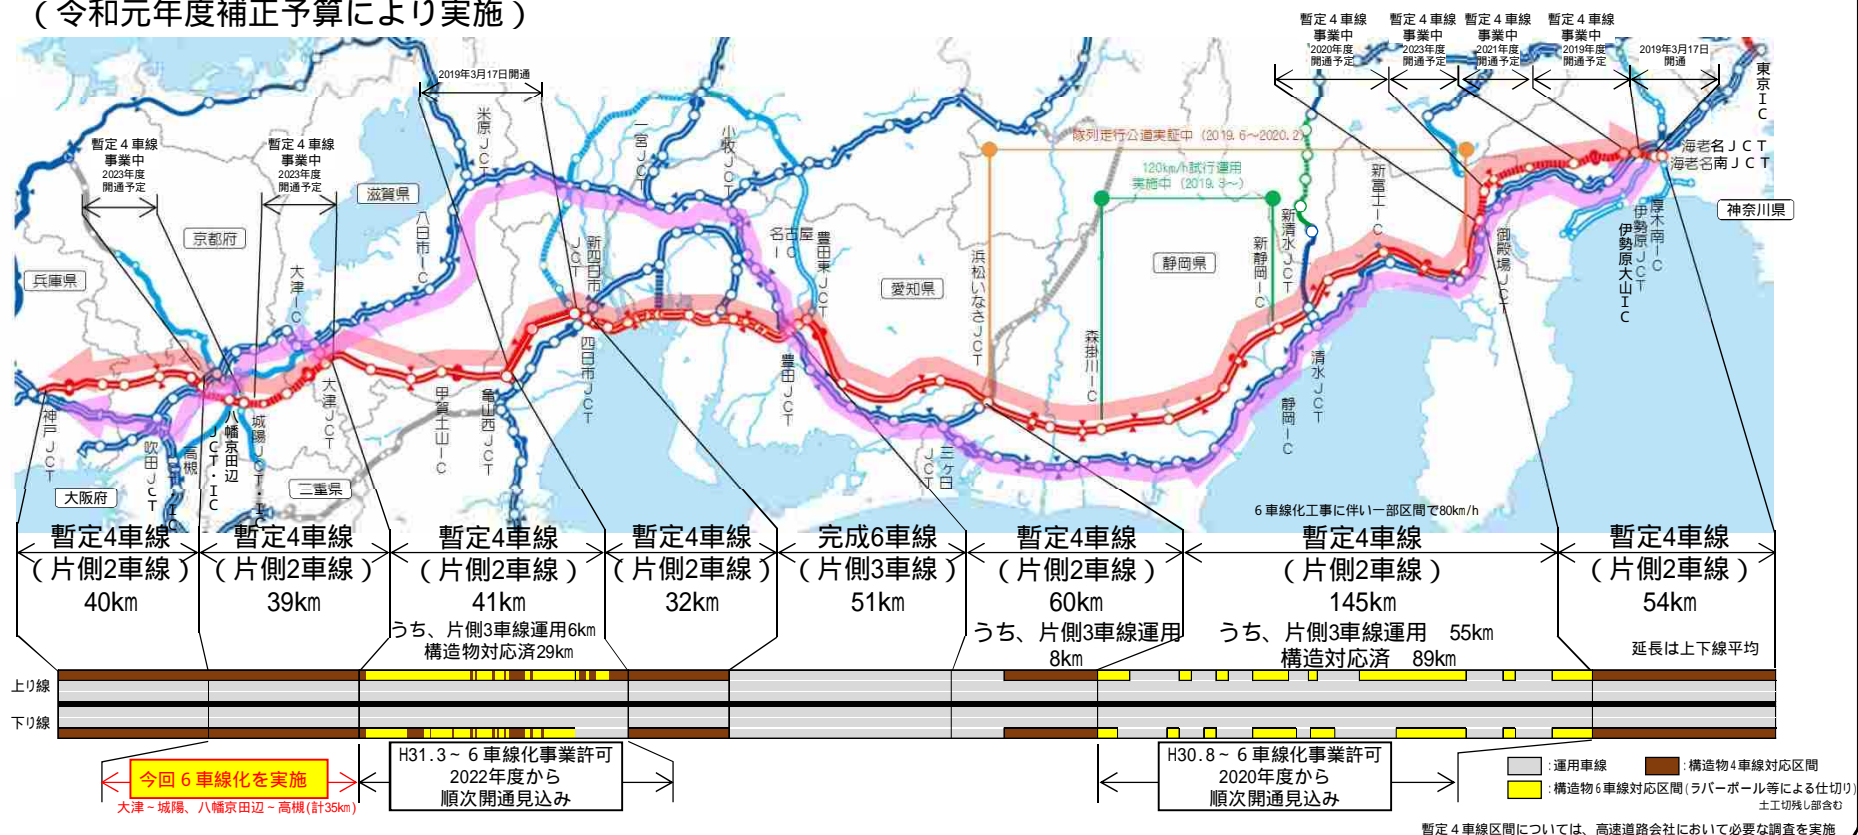 (令和元年度補正予算により実施)
暫定4車線
事業中
2020年度
開通予定
暫定4車線
事業中
2023年度
開通予定
暫定4車線
事業中
2021年度
開通予定
暫定4車線
事業中
2019年度
開通予定
2019年3月17日
開通
2019年3月17日開通
暫定4車線
事業中
2023年度
開通予定
暫定4車線
事業中
2023年度
開通予定
隊列走行公道実証中(2019.6~2020.2)
120km/h試行運用
実施中(2019.3~)
東京IC
海老名JCT
海老名南JCT
神奈川県
厚木南IC
伊勢原JCT
伊勢原大山IC
御殿場JCT
新富士IC
新清水JCT
新静岡IC
静岡県
清水JCT
静岡IC
森掛川IC
浜松いなさJCT
三ヶ日JCT
愛知県
豊田東JCT
名古屋IC
豊田JCT
小牧JCT
一宮JCT
新四日市JCT
四日市JCT
米原JCT
八日市IC
亀山西JCT
甲賀土山IC
滋賀県
京都府
兵庫県
大津IC
大津JCT
城陽JCT・IC
八幡京田辺JCT・IC
高槻JCT・IC
吹田JCT
神戸JCT
大阪府
三重県
6車線化工事に伴い一部区間で80km/h
暫定4車線
(片側2車線)
40km
暫定4車線
(片側2車線)
39km
暫定4車線
(片側2車線)
41km
うち、片側3車線運用6km
構造物対応済29km
暫定4車線
(片側2車線)
32km
完成6車線
(片側3車線)
51km
暫定4車線
(片側2車線)
60km
うち、片側3車線運用
8km
暫定4車線
(片側2車線)
145km
うち、片側3車線運用 55km
構造対応済 89km
暫定4車線
(片側2車線)
54km
延長は上下線平均
上り線
下り線
今回6車線化を実施
大津~城陽、八幡京田辺~高槻(計35km)
H31.3~6車線化事業許可
2022年度から
順次開通見込み
H30.8~6車線化事業許可
2020年度から
順次開通見込み
:運用車線
:構造物4車線対応区間
:構造物6車線対応区間(ラバーポール等による仕切り)
土工切残し部含む
暫定4車線区間については、高速道路会社において必要な調査を実施